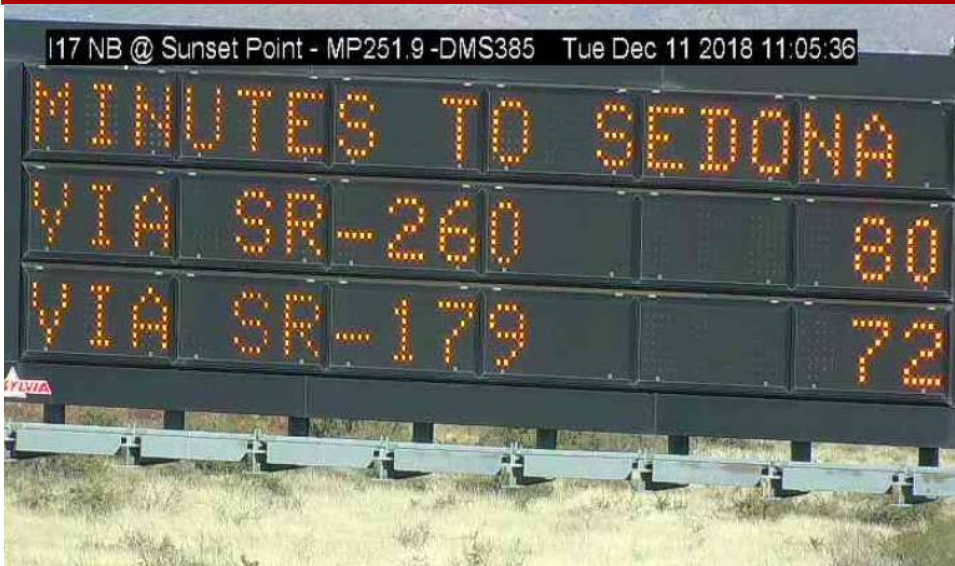 I17 NB @ Sunset Point - MP251.9 -DMS385 Tue Dec 11 2018 11:05:36
MINUTES TO SEDONA
VIA SR-260 80
VIA SR-179 72
SYLVIA